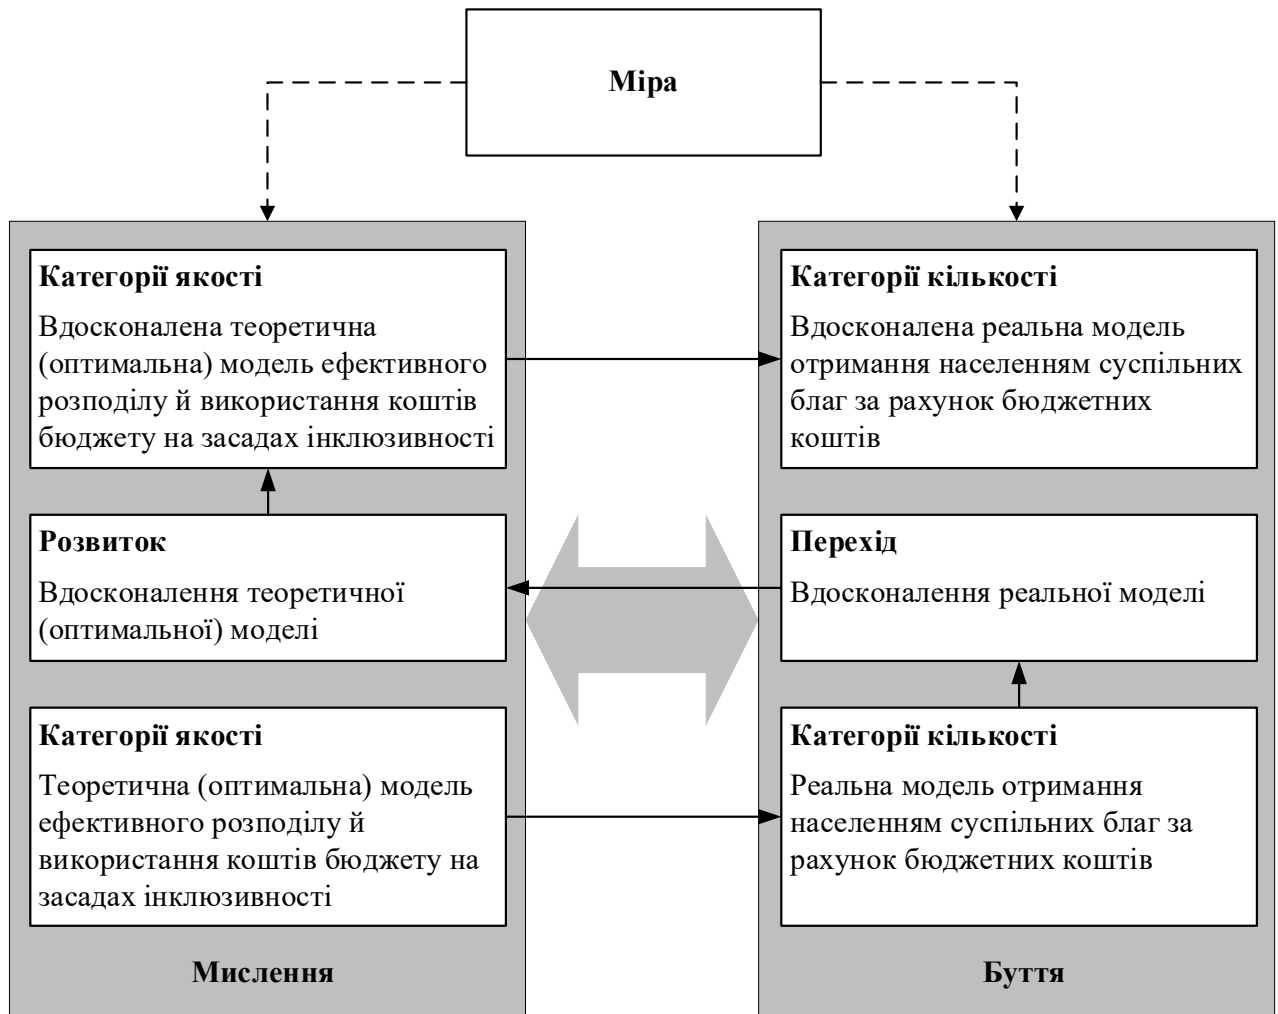 Міра
Категорії якості
Вдосконалена теоретична
(оптимальна) модель ефективного
розподілу й використання коштів
бюджету на засадах інклюзивності
Категорії кількості
Вдосконалена реальна модель
отримання населенням суспільних
благ за рахунок бюджетних
коштів
Розвиток
Вдосконалення теоретичної
(оптимальної) моделі
Перехід
Вдосконалення реальної моделі
Категорії якості
Теоретична (оптимальна) модель
ефективного розподілу й
використання коштів бюджету на
засадах інклюзивності
Категорії кількості
Реальна модель отримання
населенням суспільних благ за
рахунок бюджетних коштів
Мислення
Буття